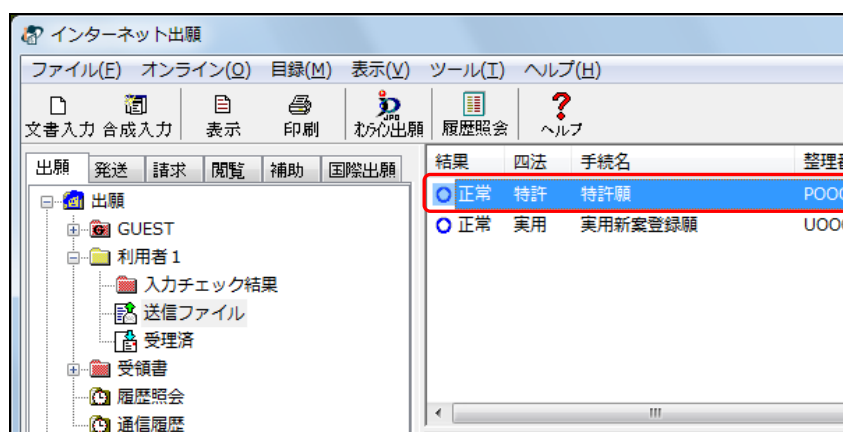 インターネット出願
ファイル(F) オンライン(O) 目録(M) 表示(V) ツール(T) ヘルプ(H)
文書入力 合成入力 表示 印刷 オンライン出願 履歴照会 ヘルプ
出願 発送 請求 閲覧 補助 国際出願
結果 四法 手続名 整理番
出願
正常 特許 特許願 P000
GUEST
正常 実用 実用新案登録願 U000
利用者1
入力チェック結果
送信ファイル
受理済
受領書
履歴照会
通信履歴